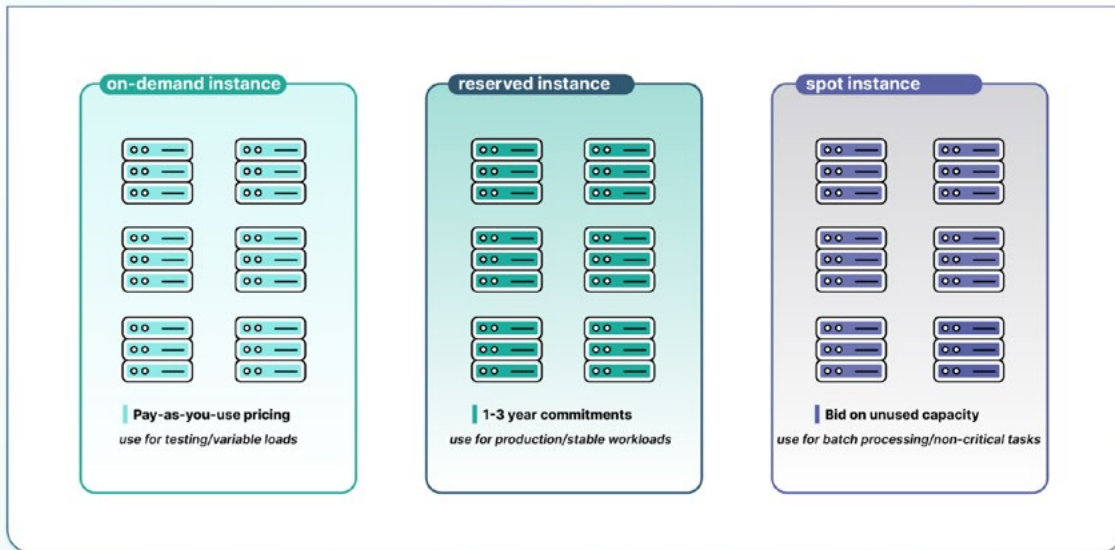 on-demand instance
Pay-as-you-use pricing
use for testing/variable loads
reserved instance
1-3 year commitments
use for production/stable workloads
spot instance
Bid on unused capacity
use for batch processing/non-critical tasks